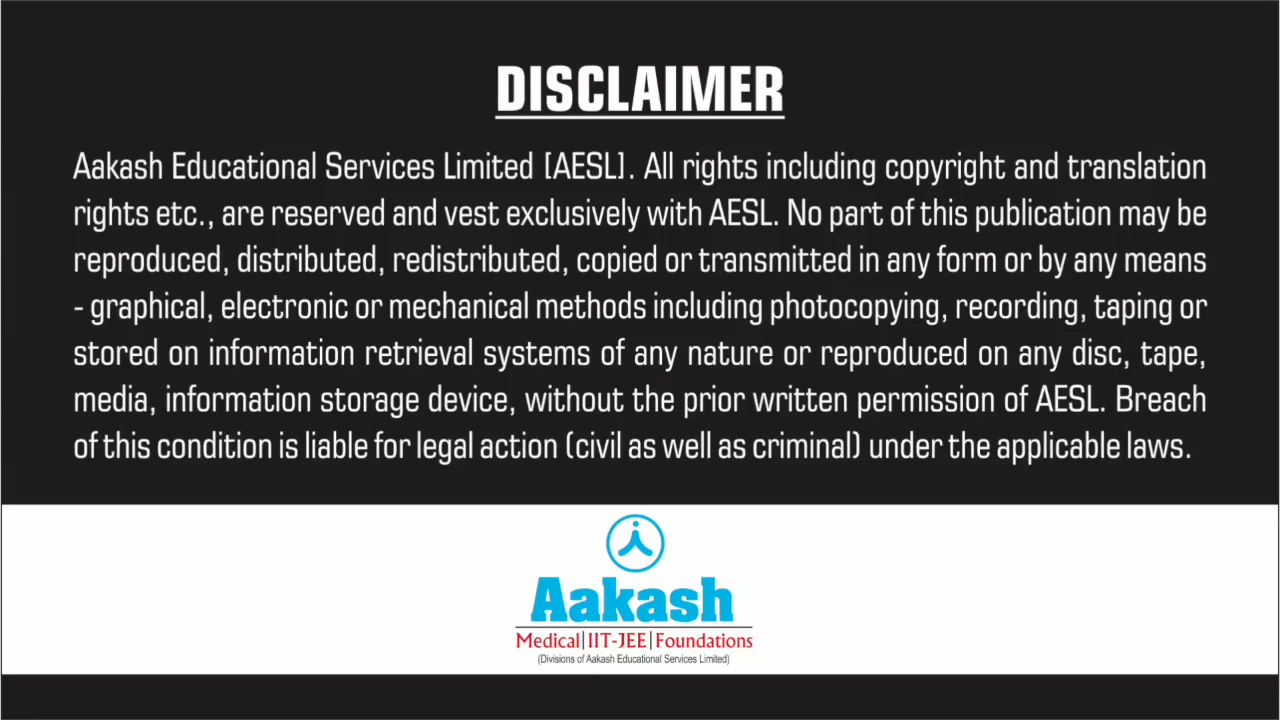 DISCLAIMER
Aakash Educational Services Limited [AESL]. All rights including copyright and translation
rights etc., are reserved and vest exclusively with AESL. No part of this publication may be
reproduced, distributed, redistributed, copied or transmitted in any form or by any means
- graphical, electronic or mechanical methods including photocopying, recording, taping or
stored on information retrieval systems of any nature or reproduced on any disc, tape,
media, information storage device, without the prior written permission of AESL. Breach
of this condition is liable for legal action (civil as well as criminal) under the applicable laws.
Aakash
Medical|IIT-JEE|Foundations
(Divisions of Aakash Educational Services Limited)